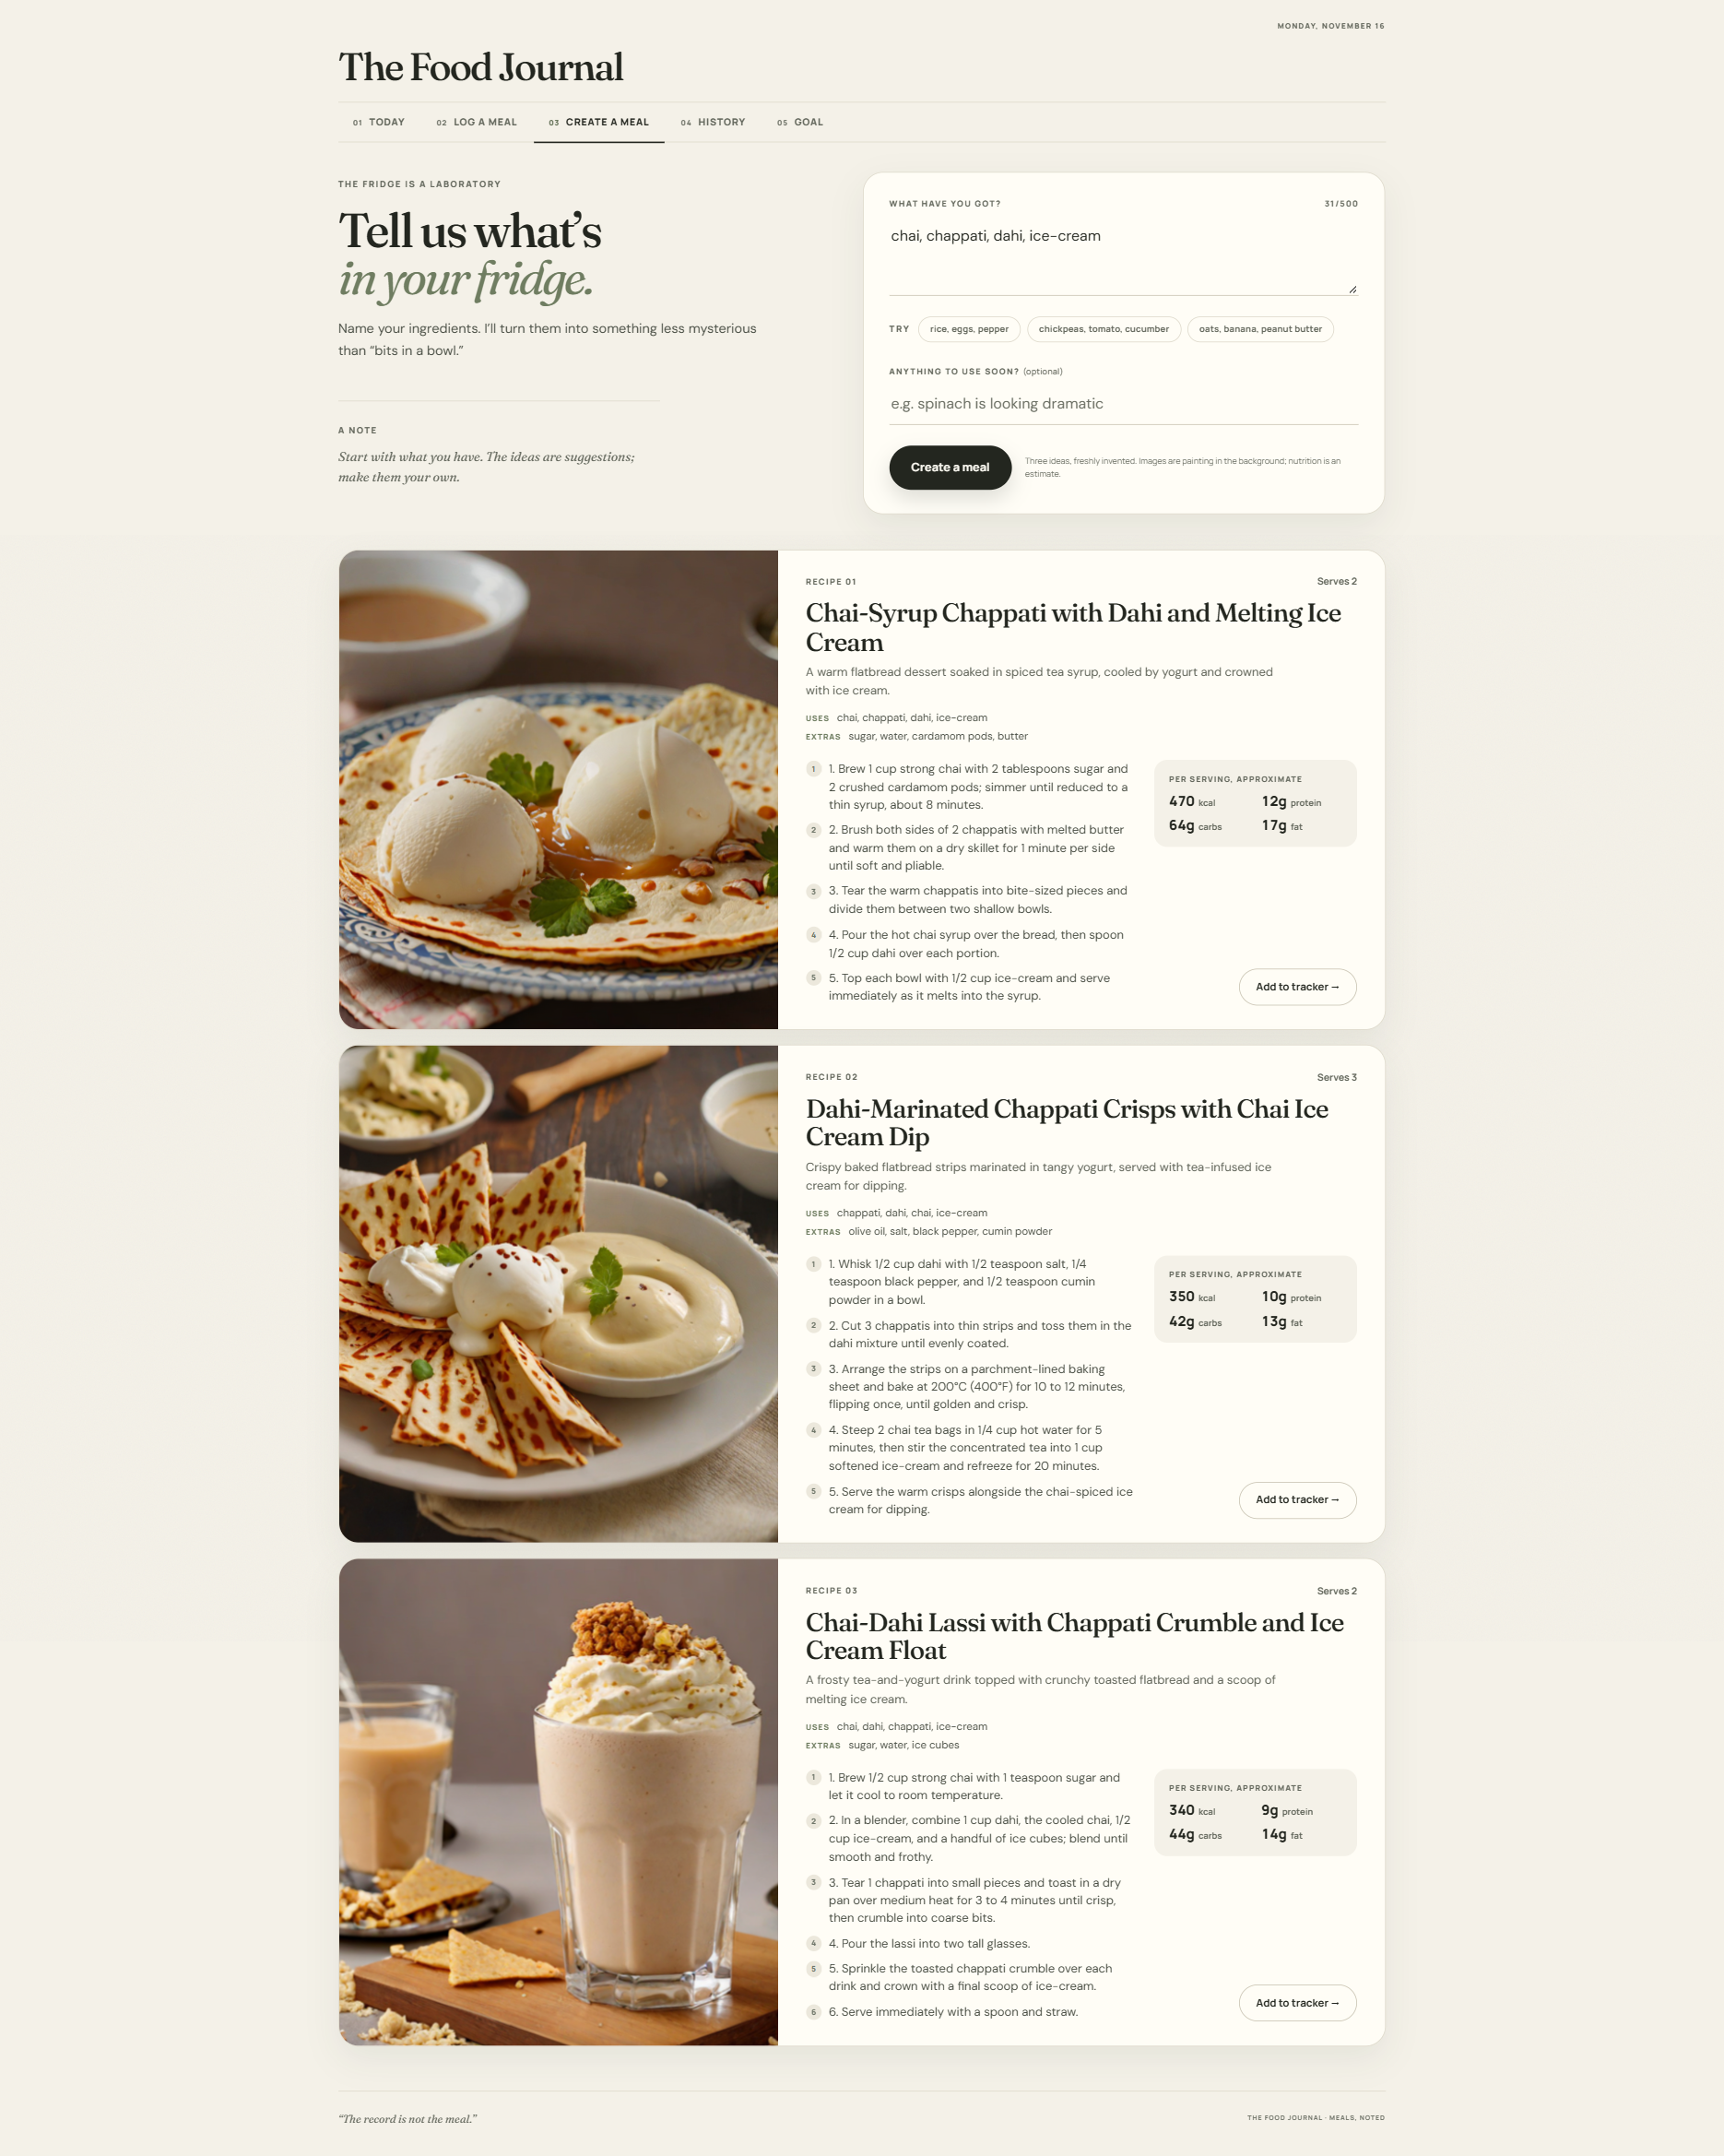 MONDAY, NOVEMBER 16
The Food Journal
01 TODAY 02 LOG A MEAL 03 CREATE A MEAL 04 HISTORY 05 GOAL
THE FRIDGE IS A LABORATORY
Tell us what’s
in your fridge.
Name your ingredients. I’ll turn them into something less mysterious
than “bits in a bowl.”
A NOTE
Start with what you have. The ideas are suggestions;
make them your own.
WHAT HAVE YOU GOT? 31/500
chai, chappati, dahi, ice-cream
TRY rice, eggs, pepper chickpeas, tomato, cucumber oats, banana, peanut butter
ANYTHING TO USE SOON? (optional)
e.g. spinach is looking dramatic
Create a meal
Three ideas, freshly invented. Images are painting in the background; nutrition is an
estimate.
RECIPE 01 Serves 2
Chai-Syrup Chappati with Dahi and Melting Ice
Cream
A warm flatbread dessert soaked in spiced tea syrup, cooled by yogurt and crowned
with ice cream.
USES chai, chappati, dahi, ice-cream
EXTRAS sugar, water, cardamom pods, butter
1 1. Brew 1 cup strong chai with 2 tablespoons sugar and
2 crushed cardamom pods; simmer until reduced to a
thin syrup, about 8 minutes.
2 2. Brush both sides of 2 chappatis with melted butter
and warm them on a dry skillet for 1 minute per side
until soft and pliable.
3 3. Tear the warm chappatis into bite-sized pieces and
divide them between two shallow bowls.
4 4. Pour the hot chai syrup over the bread, then spoon
1/2 cup dahi over each portion.
5 5. Top each bowl with 1/2 cup ice-cream and serve
immediately as it melts into the syrup.
PER SERVING, APPROXIMATE
470 kcal 12g protein
64g carbs 17g fat
Add to tracker →
RECIPE 02 Serves 3
Dahi-Marinated Chappati Crisps with Chai Ice
Cream Dip
Crispy baked flatbread strips marinated in tangy yogurt, served with tea-infused ice
cream for dipping.
USES chappati, dahi, chai, ice-cream
EXTRAS olive oil, salt, black pepper, cumin powder
1 1. Whisk 1/2 cup dahi with 1/2 teaspoon salt, 1/4
teaspoon black pepper, and 1/2 teaspoon cumin
powder in a bowl.
2 2. Cut 3 chappatis into thin strips and toss them in the
dahi mixture until evenly coated.
3 3. Arrange the strips on a parchment-lined baking
sheet and bake at 200°C (400°F) for 10 to 12 minutes,
flipping once, until golden and crisp.
4 4. Steep 2 chai tea bags in 1/4 cup hot water for 5
minutes, then stir the concentrated tea into 1 cup
softened ice-cream and refreeze for 20 minutes.
5 5. Serve the warm crisps alongside the chai-spiced ice
cream for dipping.
PER SERVING, APPROXIMATE
350 kcal 10g protein
42g carbs 13g fat
Add to tracker →
RECIPE 03 Serves 2
Chai-Dahi Lassi with Chappati Crumble and Ice
Cream Float
A frosty tea-and-yogurt drink topped with crunchy toasted flatbread and a scoop of
melting ice cream.
USES chai, dahi, chappati, ice-cream
EXTRAS sugar, water, ice cubes
1 1. Brew 1/2 cup strong chai with 1 teaspoon sugar and
let it cool to room temperature.
2 2. In a blender, combine 1 cup dahi, the cooled chai, 1/2
cup ice-cream, and a handful of ice cubes; blend until
smooth and frothy.
3 3. Tear 1 chappati into small pieces and toast in a dry
pan over medium heat for 3 to 4 minutes until crisp,
then crumble into coarse bits.
4 4. Pour the lassi into two tall glasses.
5 5. Sprinkle the toasted chappati crumble over each
drink and crown with a final scoop of ice-cream.
6 6. Serve immediately with a spoon and straw.
PER SERVING, APPROXIMATE
340 kcal 9g protein
44g carbs 14g fat
Add to tracker →
“The record is not the meal.”
THE FOOD JOURNAL · MEALS, NOTED